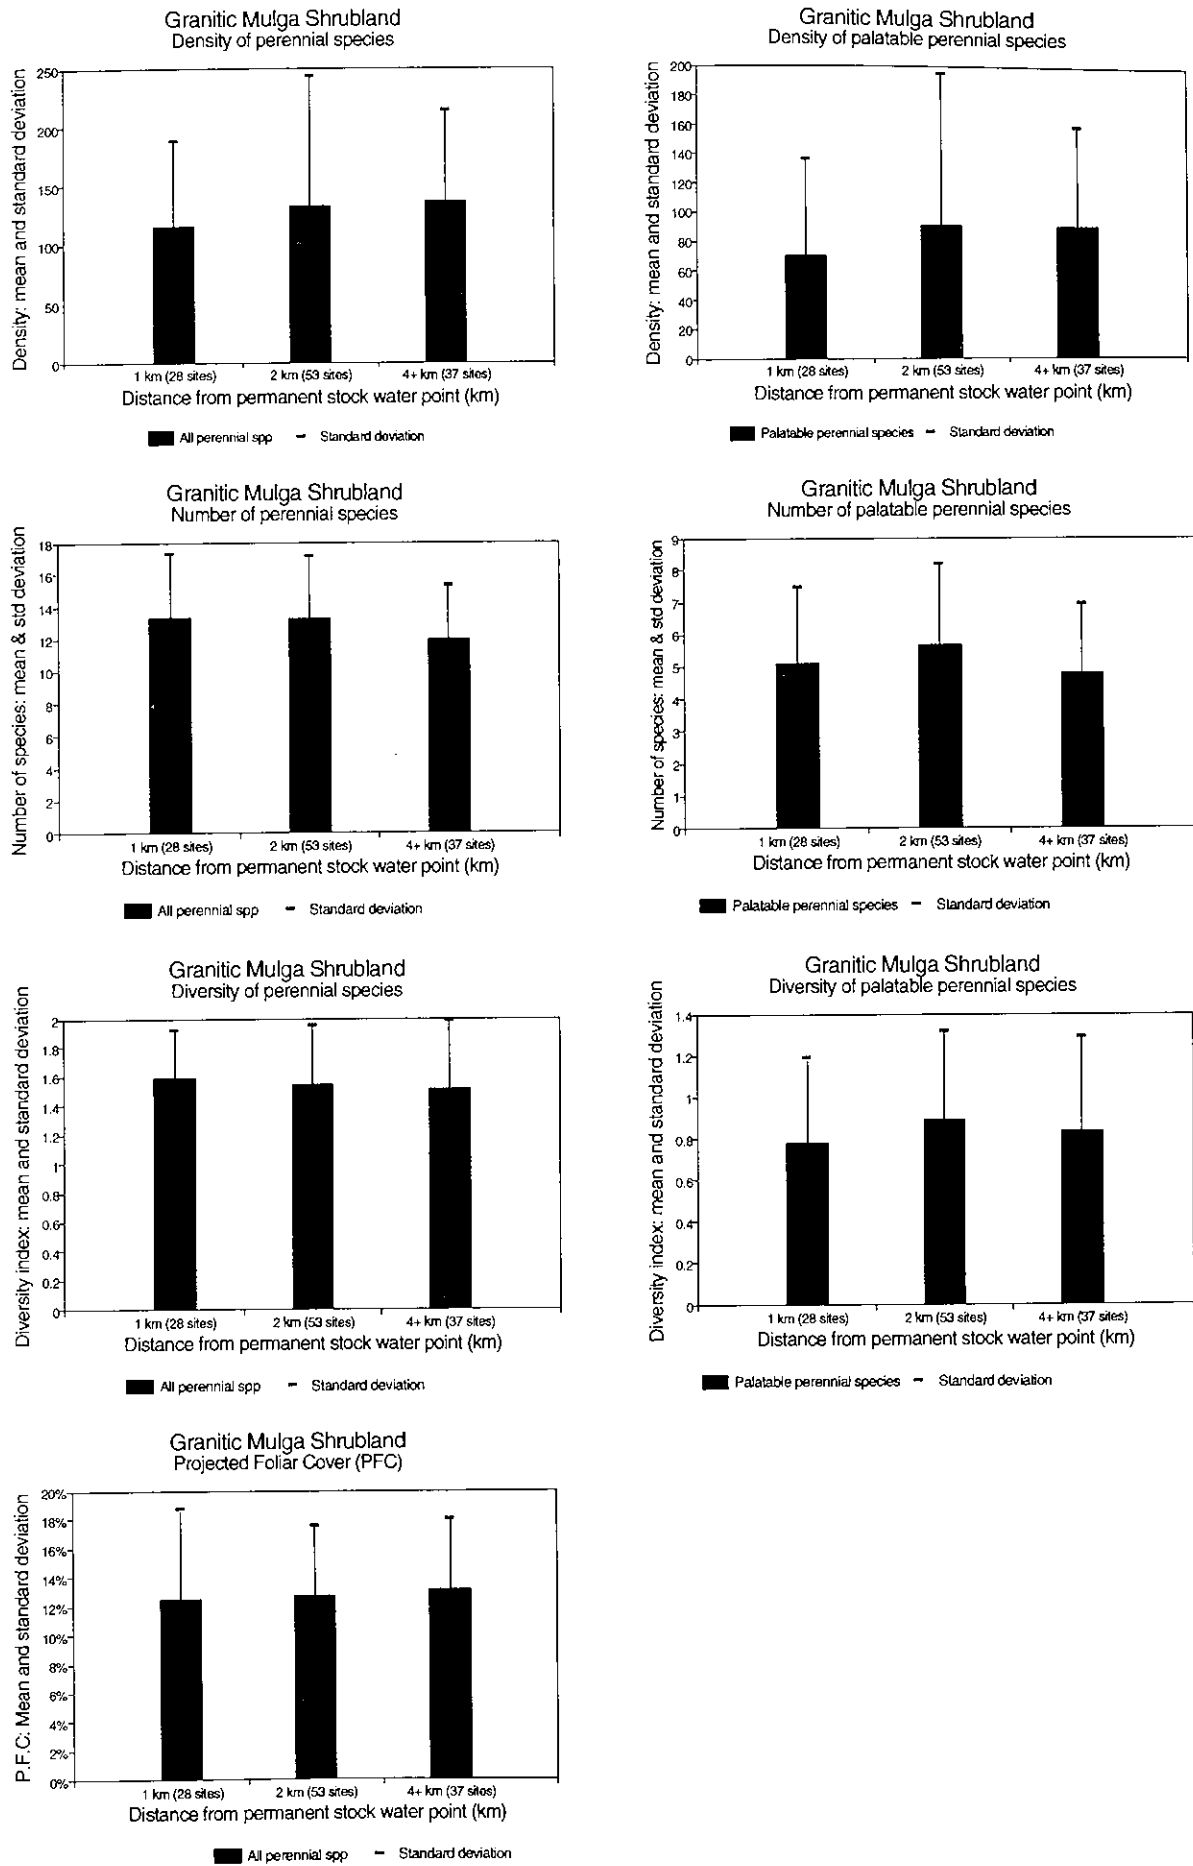 Granitic Mulga Shrubland
Density of perennial species
Density: mean and standard deviation
250
200
150
100
50
0
1 km (28 sites)
2 km (53 sites)
4+ km (37 sites)
Distance from permanent stock water point (km)
All perennial spp
Standard deviation
Granitic Mulga Shrubland
Density of palatable perennial species
Density: mean and standard deviation
200
180
160
140
120
100
80
60
40
20
0
1 km (28 sites)
2 km (53 sites)
4+ km (37 sites)
Distance from permanent stock water point (km)
Palatable perennial species
Standard deviation
Granitic Mulga Shrubland
Number of perennial species
Number of species: mean & std deviation
18
16
14
12
10
8
6
4
2
0
1 km (28 sites)
2 km (53 sites)
4+ km (37 sites)
Distance from permanent stock water point (km)
All perennial spp
Standard deviation
Granitic Mulga Shrubland
Number of palatable perennial species
Number of species: mean & std deviation
9
8
7
6
5
4
3
2
1
0
1 km (28 sites)
2 km (53 sites)
4+ km (37 sites)
Distance from permanent stock water point (km)
Palatable perennial species
Standard deviation
Granitic Mulga Shrubland
Diversity of perennial species
Diversity index: mean and standard deviation
2
1.8
1.6
1.4
1.2
1
0.8
0.6
0.4
0.2
0
1 km (28 sites)
2 km (53 sites)
4+ km (37 sites)
Distance from permanent stock water point (km)
All perennial spp
Standard deviation
Granitic Mulga Shrubland
Diversity of palatable perennial species
Diversity index: mean and standard deviation
1.4
1.2
1
0.8
0.6
0.4
0.2
0
1 km (28 sites)
2 km (53 sites)
4+ km (37 sites)
Distance from permanent stock water point (km)
Palatable perennial species
Standard deviation
Granitic Mulga Shrubland
Projected Foliar Cover (PFC)
P.F.C: Mean and standard deviation
20%
18%
16%
14%
12%
10%
8%
6%
4%
2%
0%
1 km (28 sites)
2 km (53 sites)
4+ km (37 sites)
Distance from permanent stock water point (km)
All perennial spp
Standard deviation